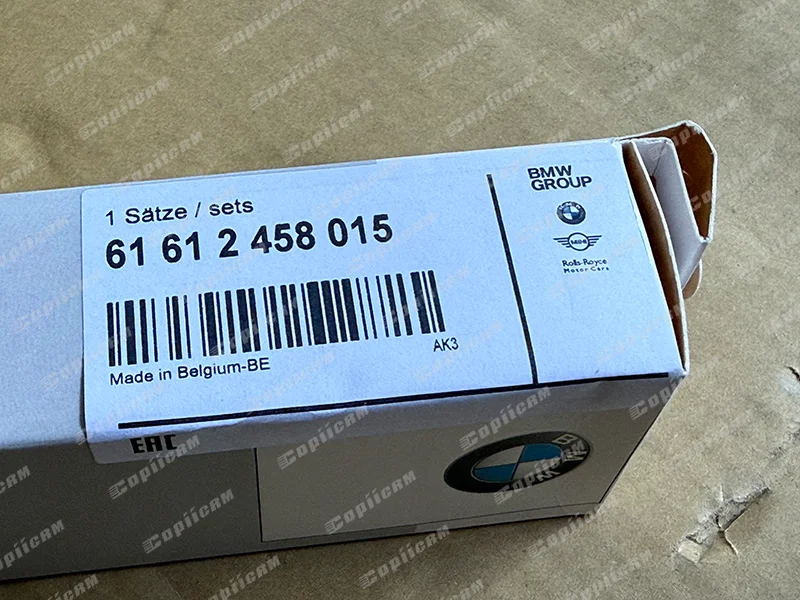 1 Sätze / sets
61 61 2 458 015
Made in Belgium-BE
AK3
EAC
BMW
GROUP
MINI
Rolls-Royce
Motor Cars
BMW
CopiiCAM